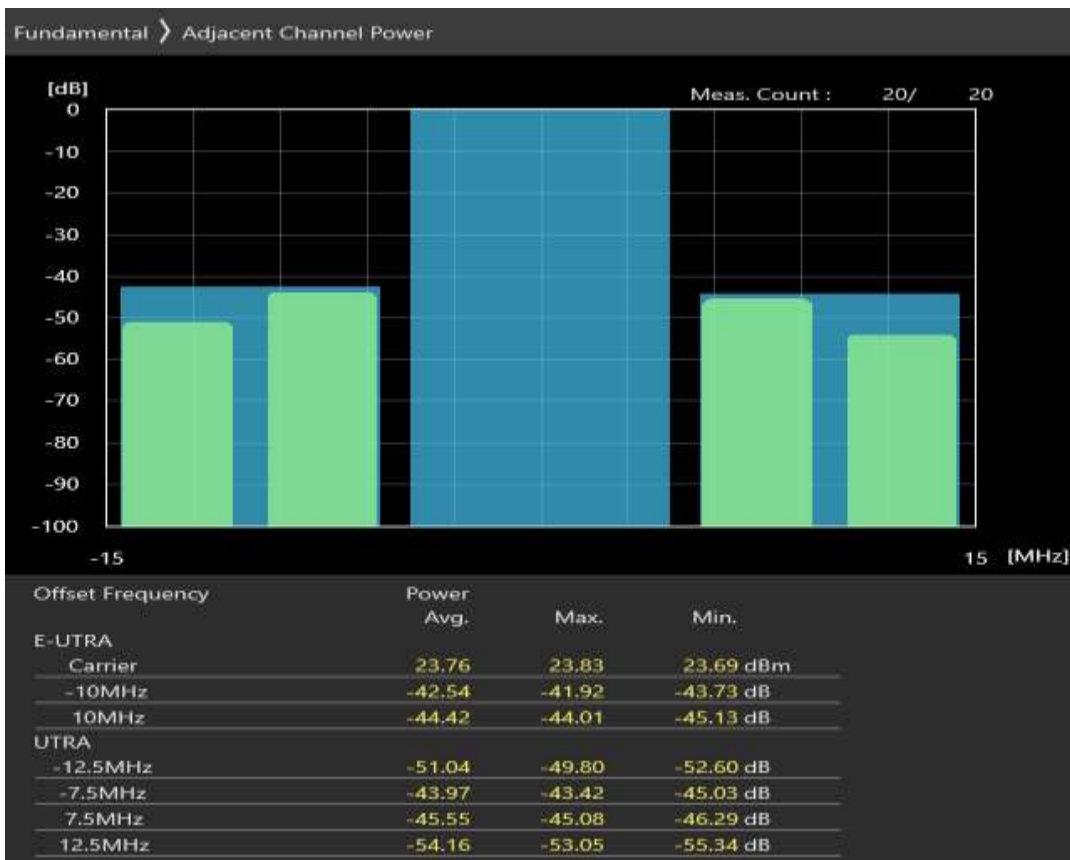 Fundamental ❯ Adjacent Channel Power
[dB]
Meas. Count : 20/ 20
0
-10
-20
-30
-40
-50
-60
-70
-80
-90
-100
-15 15 [MHz]
Offset Frequency Power
Avg. Max. Min.
E-UTRA
Carrier 23.76 23.83 23.69 dBm
-10MHz -42.54 -41.92 -43.73 dB
10MHz -44.42 -44.01 -45.13 dB
UTRA
-12.5MHz -51.04 -49.80 -52.60 dB
-7.5MHz -43.97 -43.42 -45.03 dB
7.5MHz -45.55 -45.08 -46.29 dB
12.5MHz -54.16 -53.05 -55.34 dB